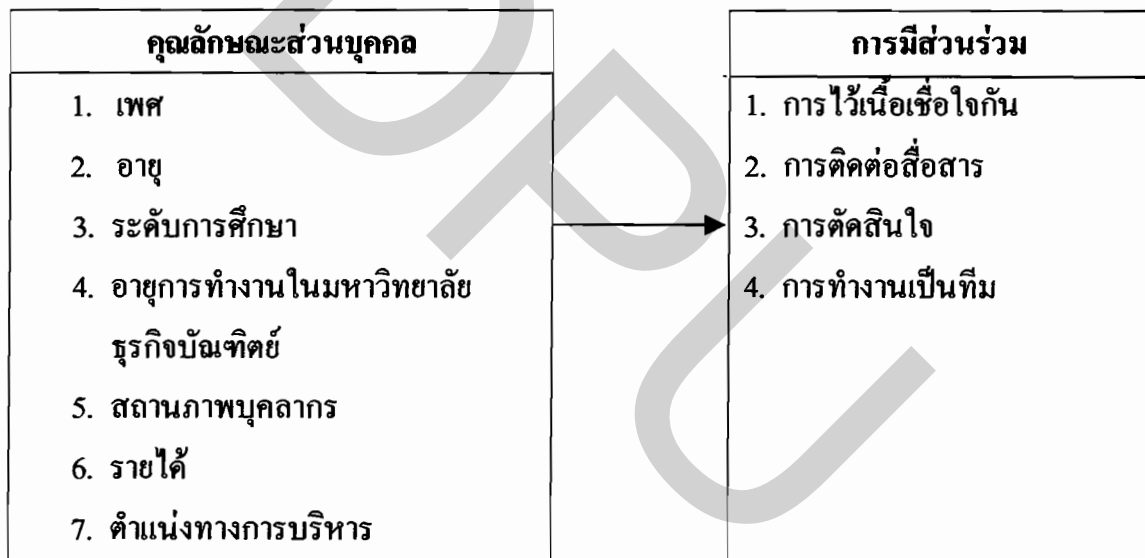 คุณลักษณะส่วนบุคคล
1. เพศ
2. อายุ
3. ระดับการศึกษา
4. อายุการทำงานในมหาวิทยาลัย
ธุรกิจบัณฑิตย์
5. สถานภาพบุคลากร
6. รายได้
7. ตำแน่งทางการบริหาร
การมีส่วนร่วม
1. การไว้เนื้อเชื่อใจกัน
2. การติดต่อสื่อสาร
3. การตัดสินใจ
4. การทำงานเป็นทีม
DPU